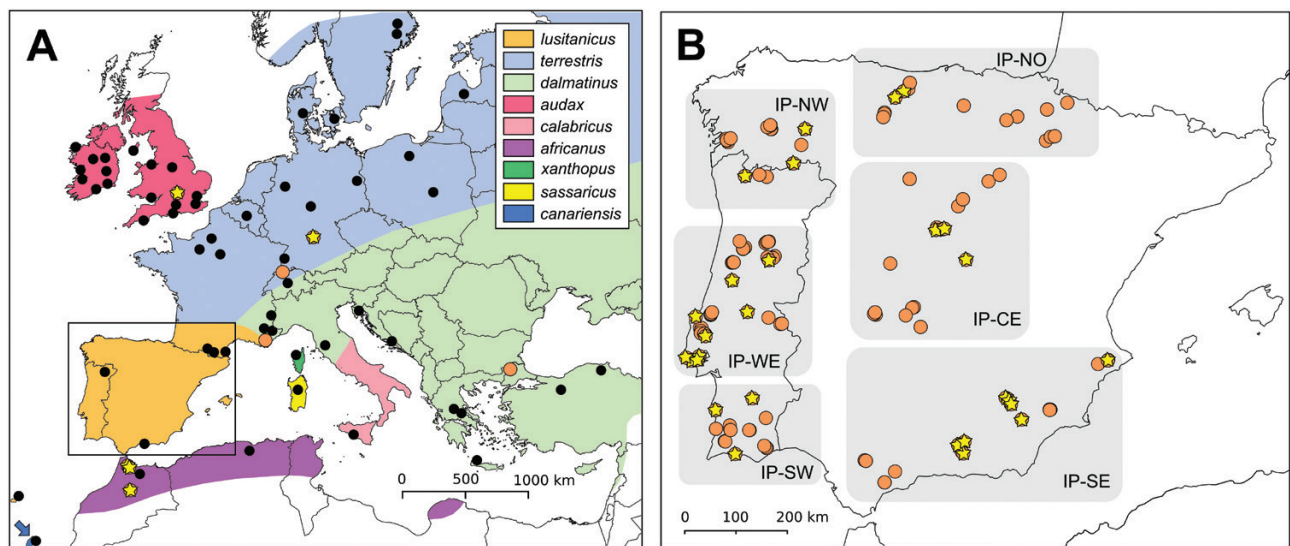 A
lusitanicus
terrestris
dalmatinus
audax
calabricus
africanus
xanthopus
sassaricus
canariensis
0 500 1000 km
B
IP-NO
IP-NW
IP-CE
IP-WE
IP-SW
IP-SE
0 100 200 km